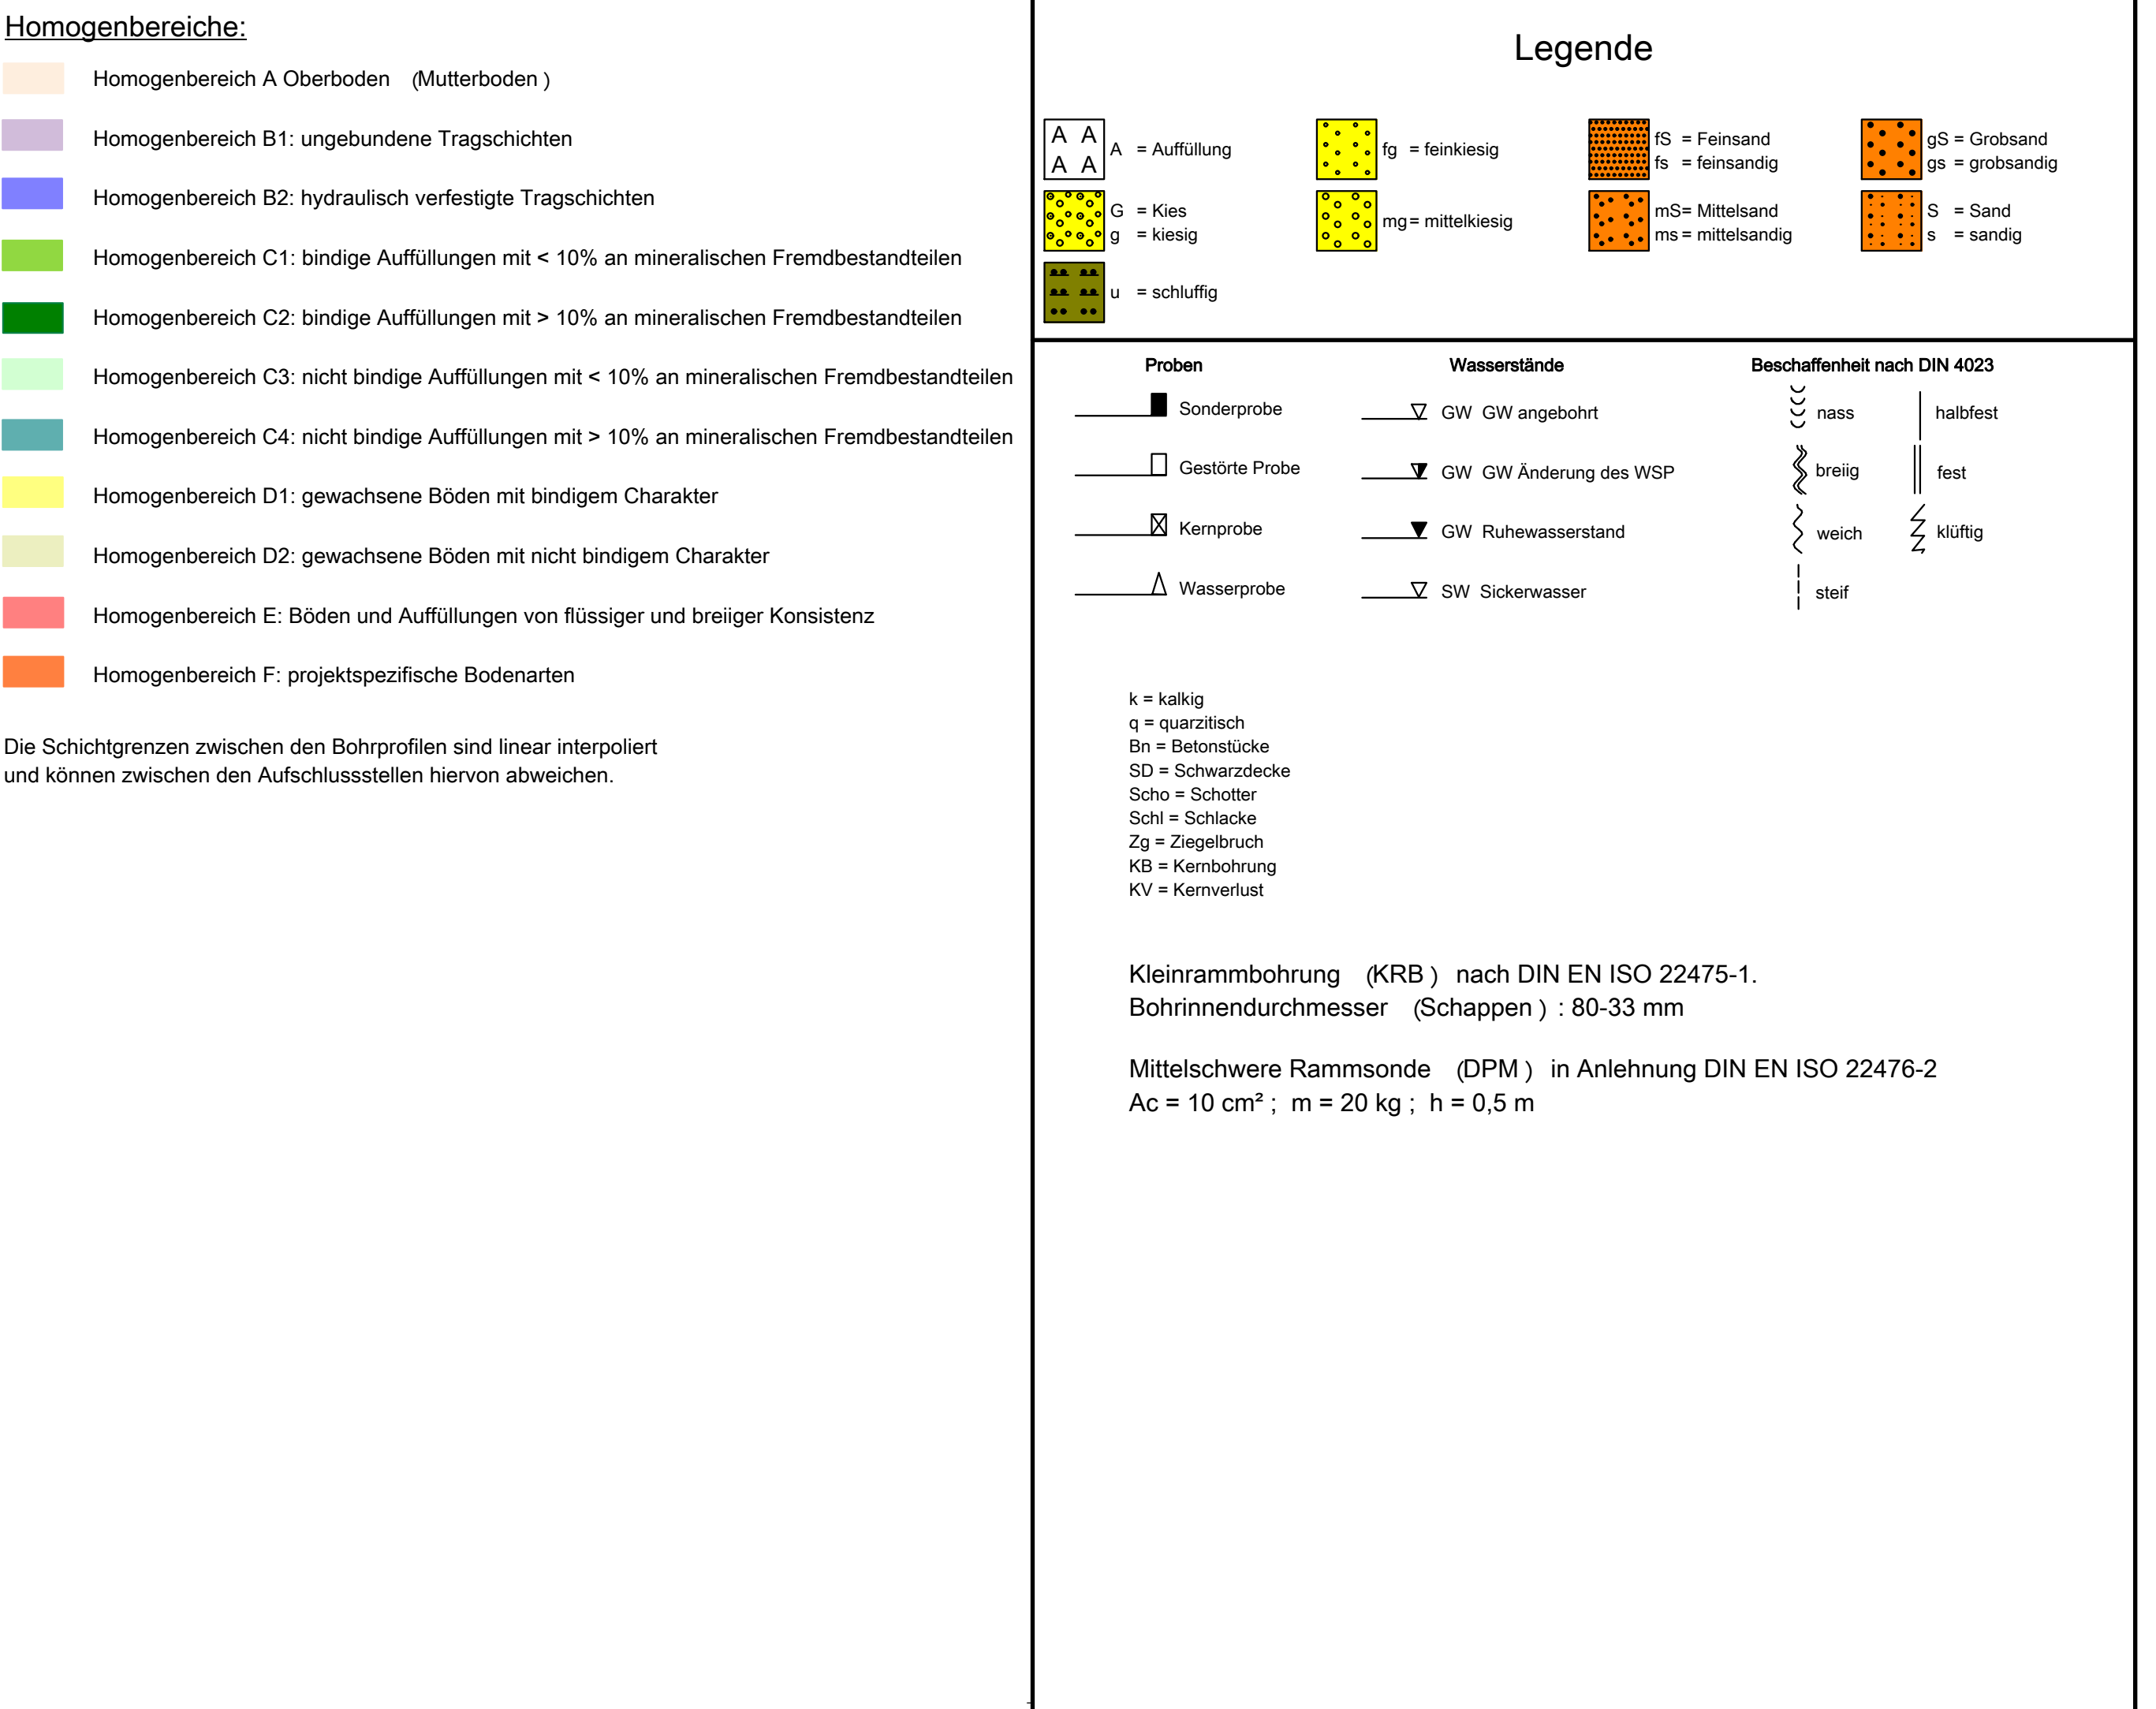 Homogenbereiche:
Homogenbereich A Oberboden (Mutterboden)
Homogenbereich B1: ungebundene Tragschichten
Homogenbereich B2: hydraulisch verfestigte Tragschichten
Homogenbereich C1: bindige Auffüllungen mit < 10% an mineralischen Fremdbestandteilen
Homogenbereich C2: bindige Auffüllungen mit > 10% an mineralischen Fremdbestandteilen
Homogenbereich C3: nicht bindige Auffüllungen mit < 10% an mineralischen Fremdbestandteilen
Homogenbereich C4: nicht bindige Auffüllungen mit > 10% an mineralischen Fremdbestandteilen
Homogenbereich D1: gewachsene Böden mit bindigem Charakter
Homogenbereich D2: gewachsene Böden mit nicht bindigem Charakter
Homogenbereich E: Böden und Auffüllungen von flüssiger und breiiger Konsistenz
Homogenbereich F: projektspezifische Bodenarten
Die Schichtgrenzen zwischen den Bohrprofilen sind linear interpoliert
und können zwischen den Aufschlussstellen hiervon abweichen.
Legende
A A
A A
A = Auffüllung
fg = feinkiesig
fS = Feinsand
fs = feinsandig
gS = Grobsand
gs = grobsandig
G = Kies
g = kiesig
mg = mittelkiesig
mS = Mittelsand
ms = mittelsandig
S = Sand
s = sandig
u = schluffig
Proben
Sonderprobe
Gestörte Probe
Kernprobe
Wasserprobe
Wasserstände
GW GW angebohrt
GW GW Änderung des WSP
GW Ruhewasserstand
SW Sickerwasser
Beschaffenheit nach DIN 4023
nass
halbfest
breiig
fest
weich
klüftig
steif
k = kalkig
q = quarzitisch
Bn = Betonstücke
SD = Schwarzdecke
Scho = Schotter
Schl = Schlacke
Zg = Ziegelbruch
KB = Kernbohrung
KV = Kernverlust
Kleinrammbohrung (KRB) nach DIN EN ISO 22475-1.
Bohrinnendurchmesser (Schappen) : 80-33 mm
Mittelschwere Rammsonde (DPM) in Anlehnung DIN EN ISO 22476-2
Ac = 10 cm² ; m = 20 kg ; h = 0,5 m